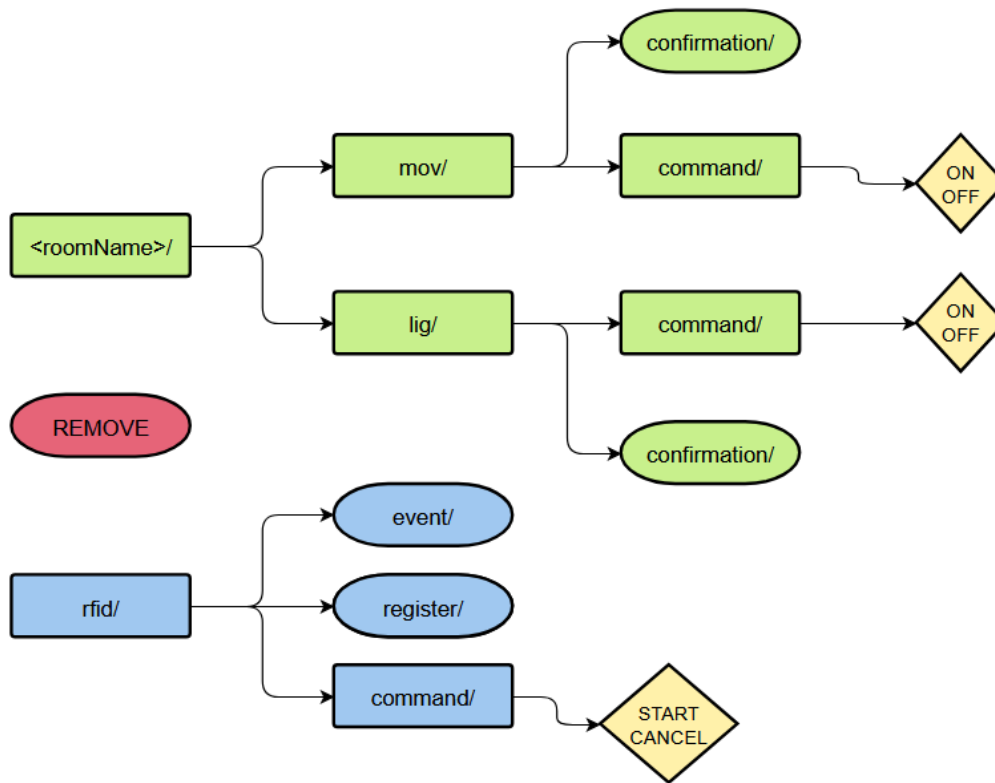 confirmation/
mov/
command/
ON
OFF
<roomName>/
lig/
command/
ON
OFF
REMOVE
confirmation/
event/
rfid/
register/
command/
START
CANCEL